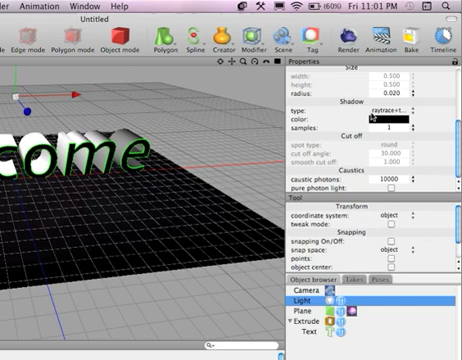 nder Window Help
(60%) Fri 11:01 PM
Untitled
le Edge mode Polygon mode Object mode Polygon Spline Creator Modifier Scene Tag Render Animation Bake Timeline
Properties
Size
width: 0.500
height: 0.500
radius: 0.020
Shadow
type: raytrace+t...
color:
samples: 1
Cut off
spot type: round
cut off angle: 30.000
smooth cut off: 1.000
Caustics
caustic photons: 10000
pure photon light:
Tool
Transform
coordinate system: object
tweak mode:
Snapping
snapping On/Off:
snap space: object
points:
object center:
Object browser Takes Poses
Camera
Light
Plane
Extrude
Text
come